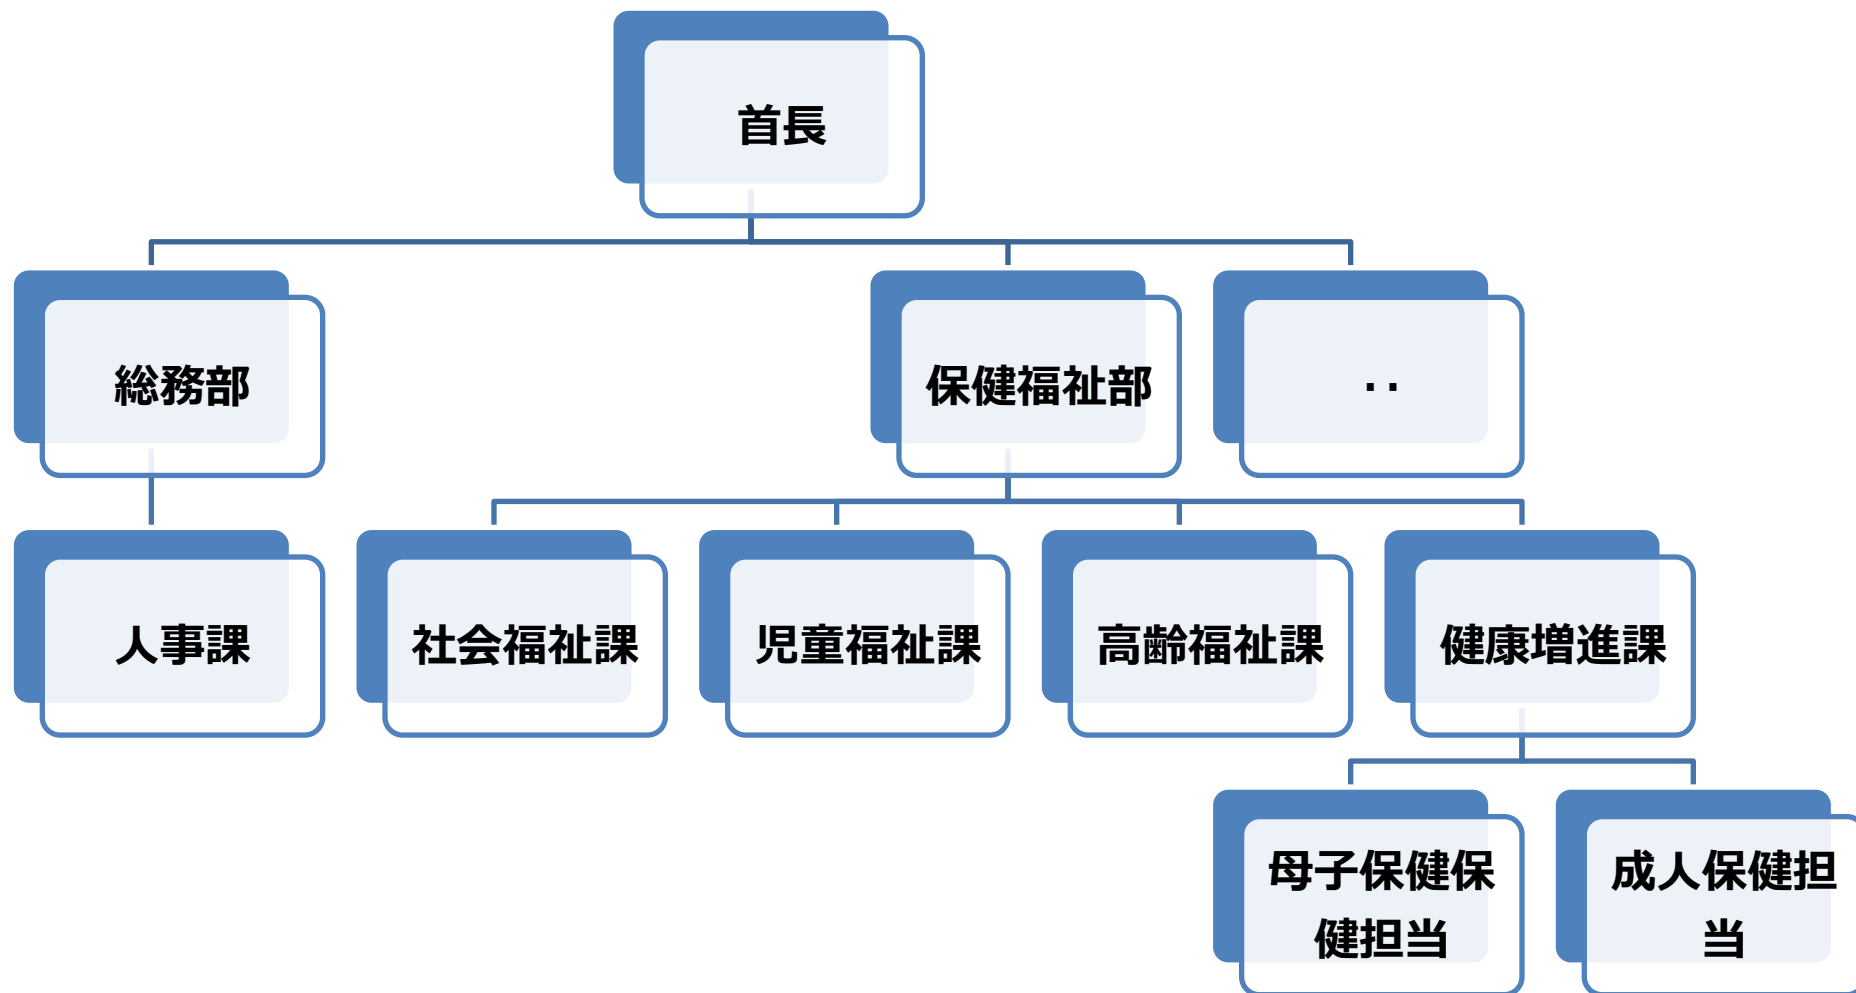 首長
総務部
保健福祉部
‥
人事課
社会福祉課
児童福祉課
高齢福祉課
健康増進課
母子保健保
健担当
成人保健担
当